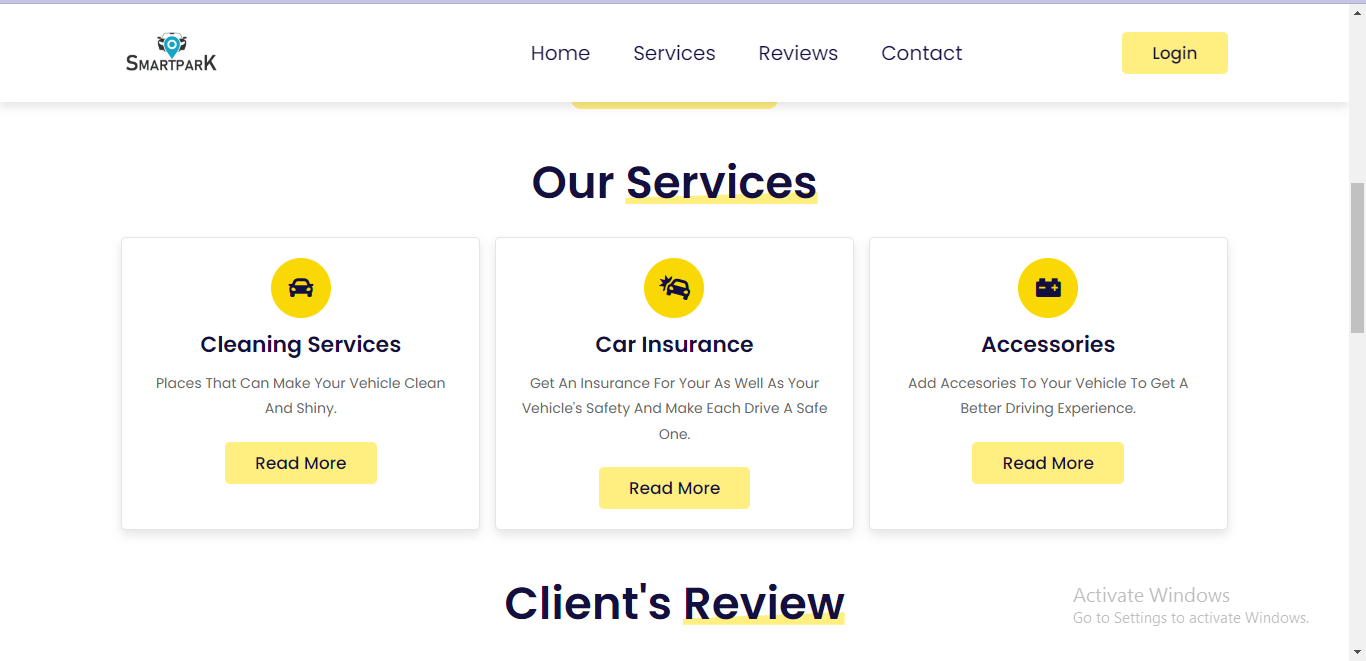 SMARTPARK
Home Services Reviews Contact Login
Our Services
Cleaning Services
Places That Can Make Your Vehicle Clean
And Shiny.
Read More
Car Insurance
Get An Insurance For Your As Well As Your
Vehicle's Safety And Make Each Drive A Safe
One.
Read More
Accessories
Add Accesories To Your Vehicle To Get A
Better Driving Experience.
Read More
Client's Review
Activate Windows
Go to Settings to activate Windows.